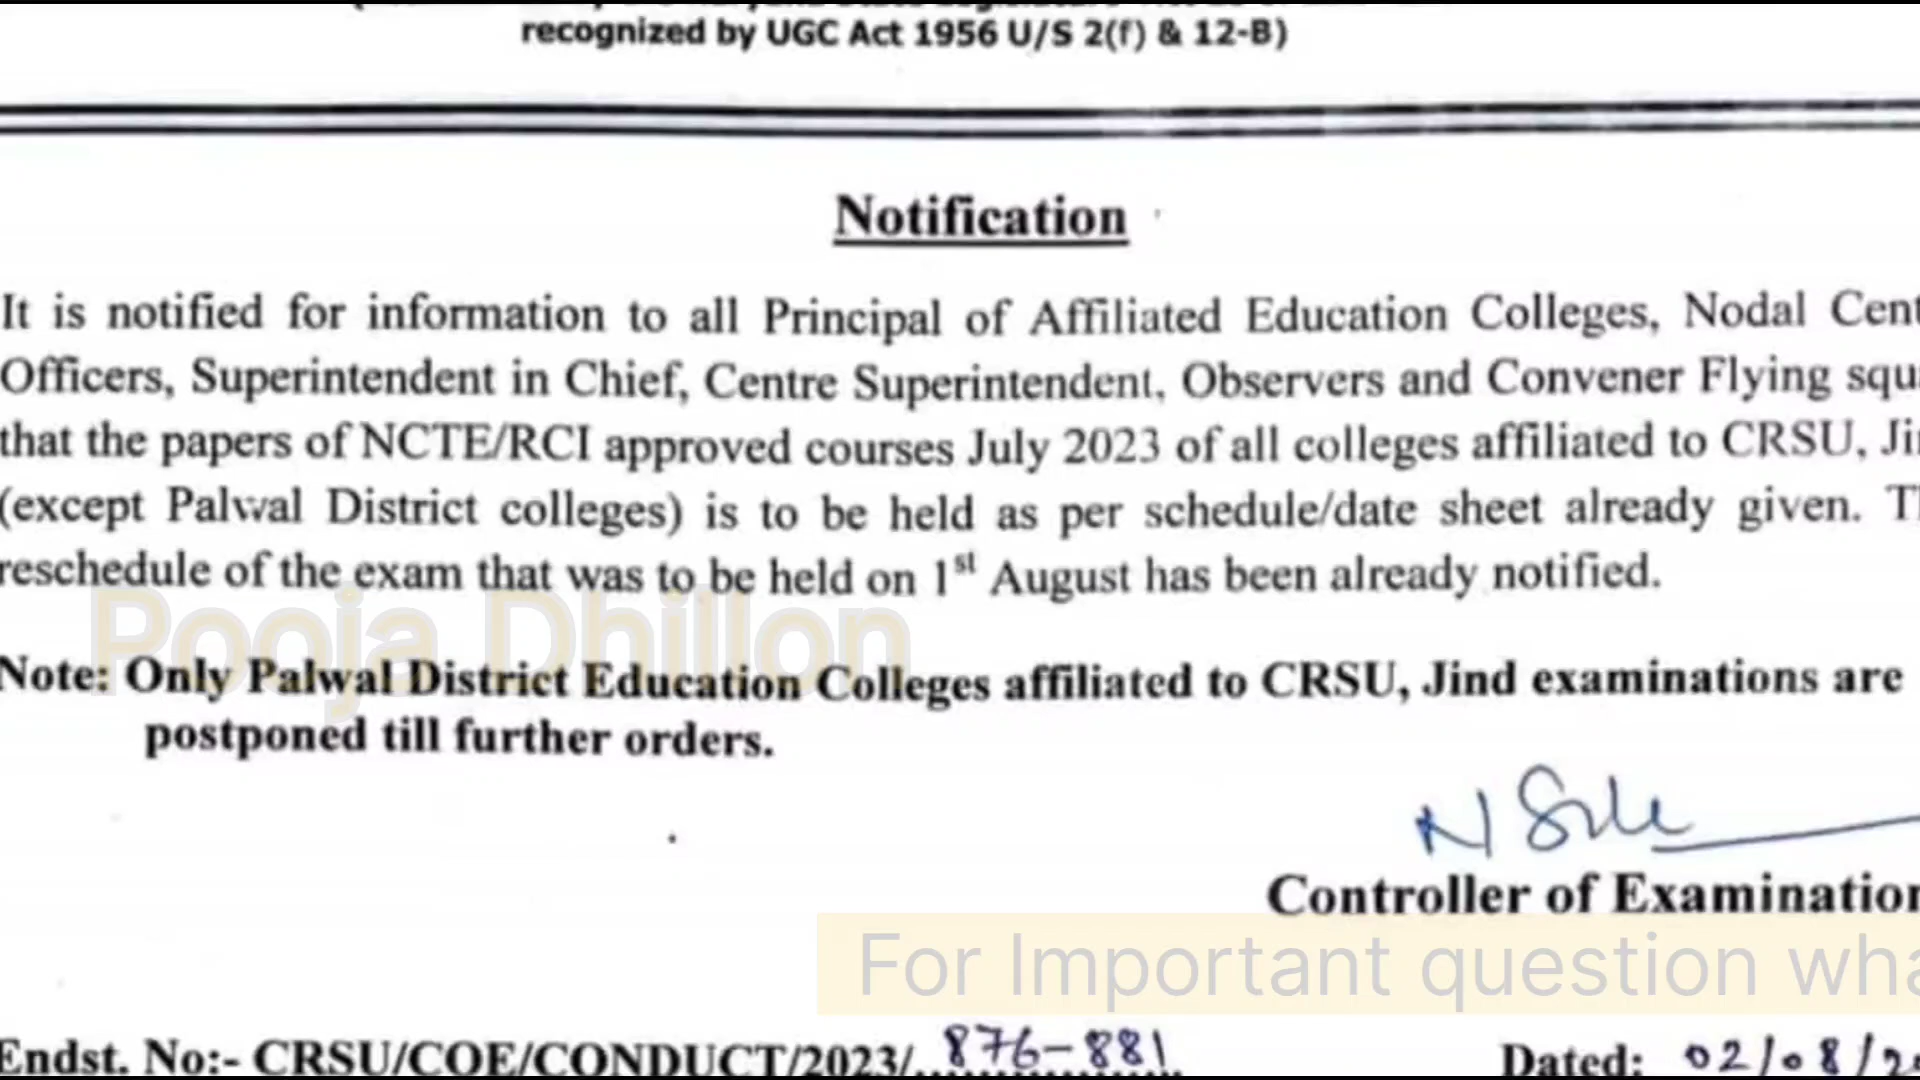 recognized by UGC Act 1956 U/S 2(f) & 12-B)
Notification
It is notified for information to all Principal of Affiliated Education Colleges, Nodal Cent
Officers, Superintendent in Chief, Centre Superintendent, Observers and Convener Flying squ
that the papers of NCTE/RCI approved courses July 2023 of all colleges affiliated to CRSU, Ji
(except Palwal District colleges) is to be held as per schedule/date sheet already given. T
reschedule of the exam that was to be held on 1st August has been already notified.
Pooja Dhillon
Note: Only Palwal District Education Colleges affiliated to CRSU, Jind examinations are
postponed till further orders.
Controller of Examination
For Important question wha
Endst. No:- CRSU/COE/CONDUCT/2023/..876-881..
Dated: 02/08/20